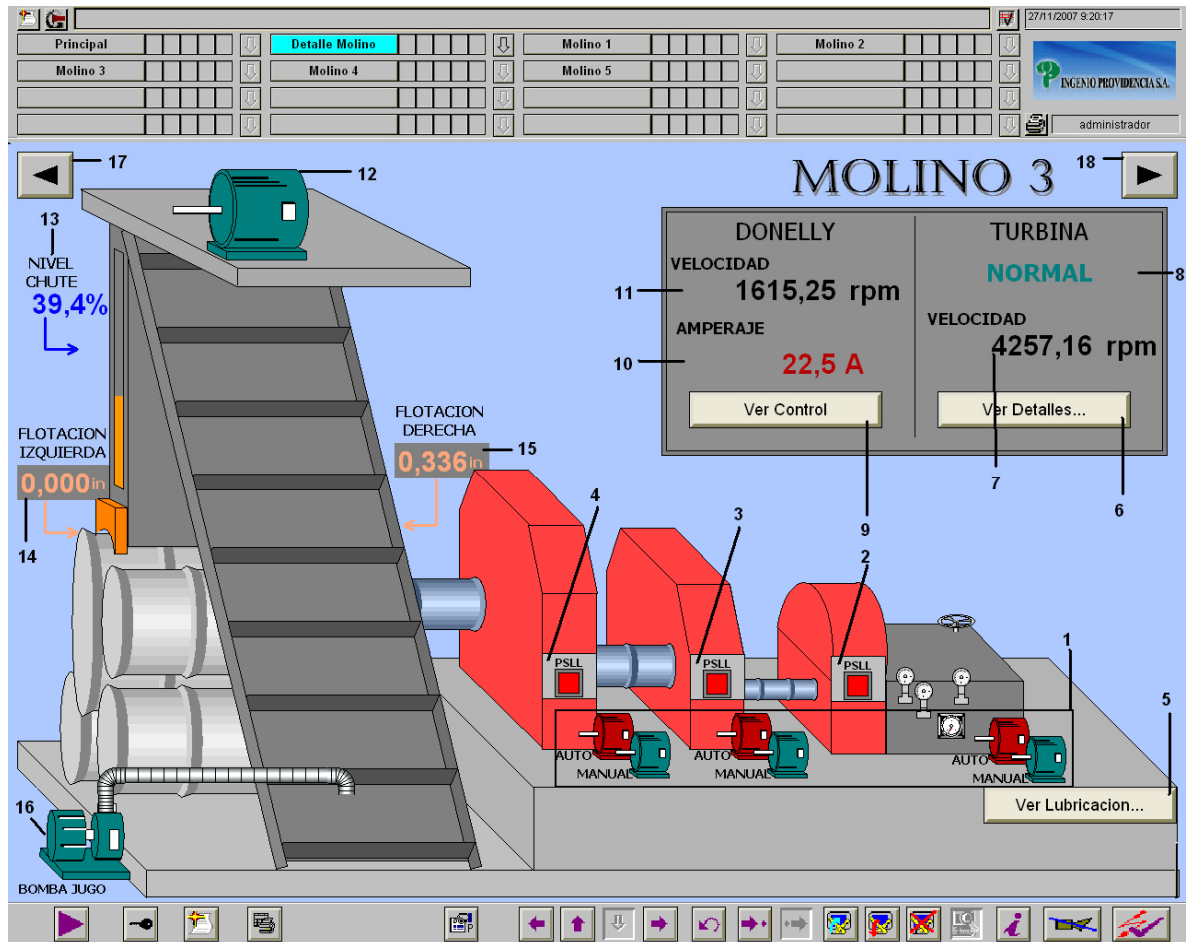 27/11/2007 9:20:17
Principal
Detalle Molino
Molino 1
Molino 2
Molino 3
Molino 4
Molino 5
INGENIO PROVIDENCIA S.A.
administrador
17
12
MOLINO 3
18
13
NIVEL
CHUTE
39,4%
DONELLY
TURBINA
VELOCIDAD
NORMAL
8
11
1615,25 rpm
VELOCIDAD
AMPERAJE
4257,16 rpm
10
22,5 A
Ver Control
Ver Detalles...
FLOTACION
DERECHA
15
0,336 in
FLOTACION
IZQUIERDA
0,000 in
14
7
6
9
4
3
2
1
5
PSLL
PSLL
PSLL
AUTO
MANUAL
AUTO
MANUAL
AUTO
MANUAL
Ver Lubricacion...
16
BOMBA JUGO